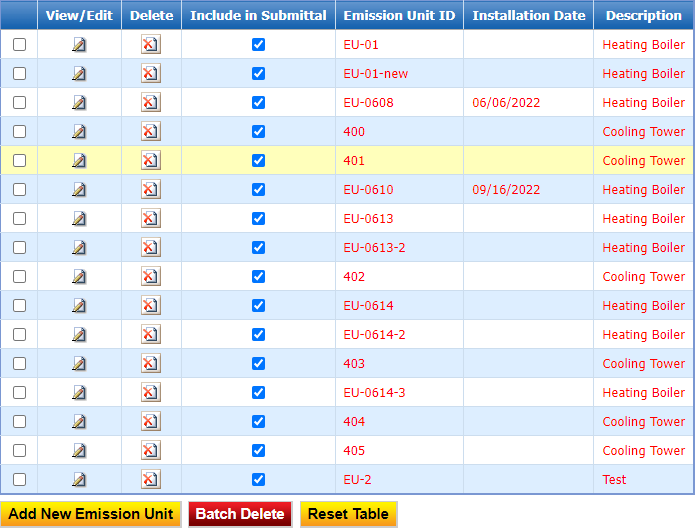 View/Edit Delete Include in Submittal Emission Unit ID Installation Date Description
EU-01 Heating Boiler
EU-01-new Heating Boiler
EU-0608 06/06/2022 Heating Boiler
400 Cooling Tower
401 Cooling Tower
EU-0610 09/16/2022 Heating Boiler
EU-0613 Heating Boiler
EU-0613-2 Heating Boiler
402 Cooling Tower
EU-0614 Heating Boiler
EU-0614-2 Heating Boiler
403 Cooling Tower
EU-0614-3 Heating Boiler
404 Cooling Tower
405 Cooling Tower
EU-2 Test
Add New Emission Unit Batch Delete Reset Table